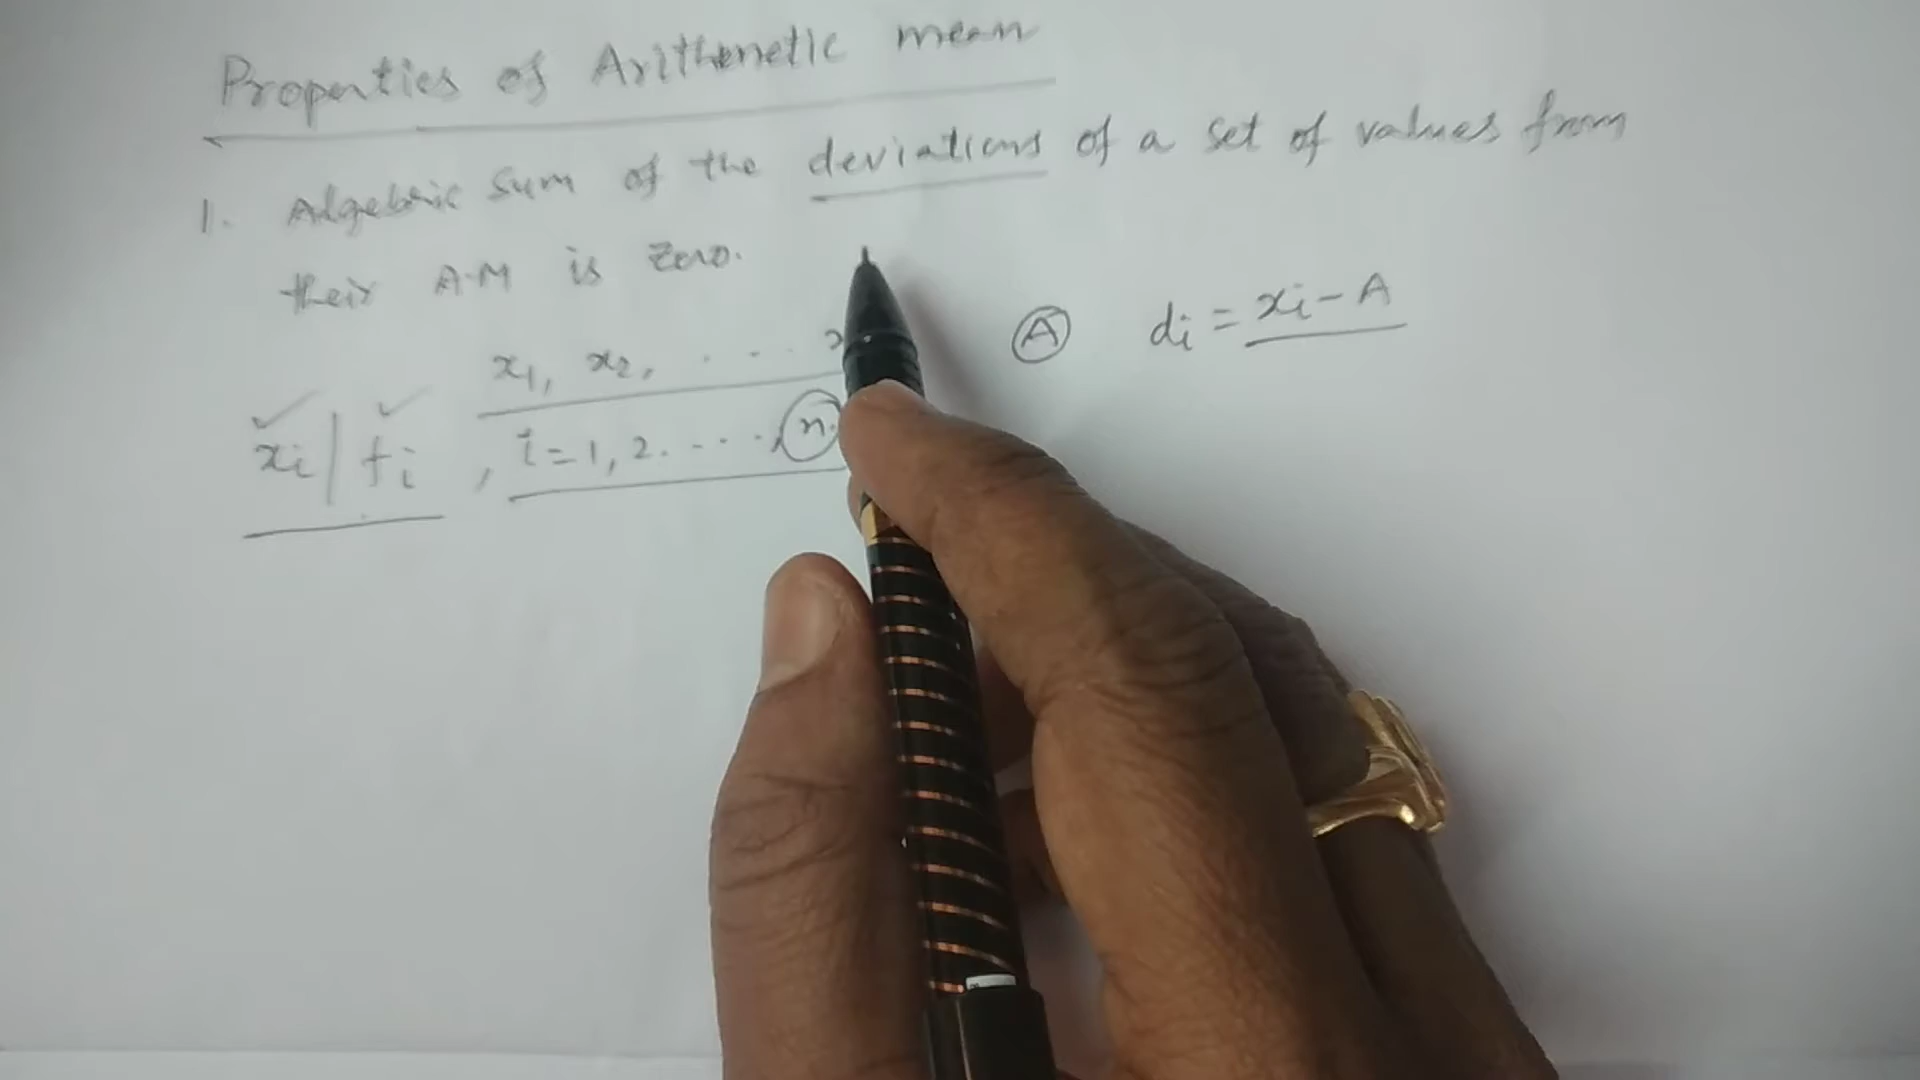 Properties of Arithmetic mean
1. Algebric sum of the deviations of a set of values from
their A.M is zero.
x1, x2, . . . .
A di = xi - A
xi | fi , i = 1, 2. - - . . , n.